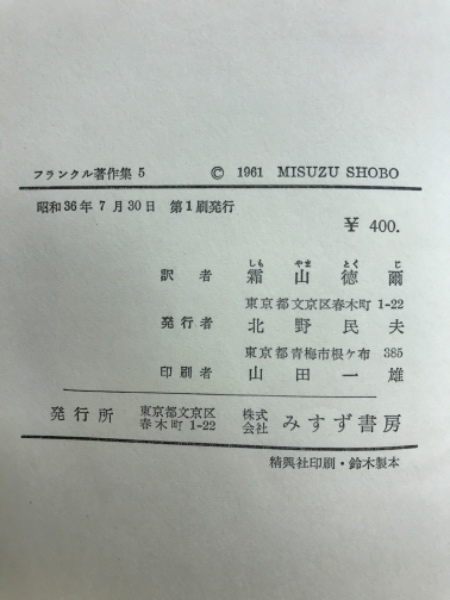 フランクル著作集 5 © 1961 MISUZU SHOBO
昭和36年7月30日 第1刷発行
¥ 400.
しも やま とく じ
訳者 霜山徳爾
東京都文京区春木町 1-22
発行者 北野民夫
東京都青梅市根ケ布 385
印刷者 山田一雄
発行所 東京都文京区 株式 みすず書房
春木町 1-22 会社
精興社印刷・鈴木製本